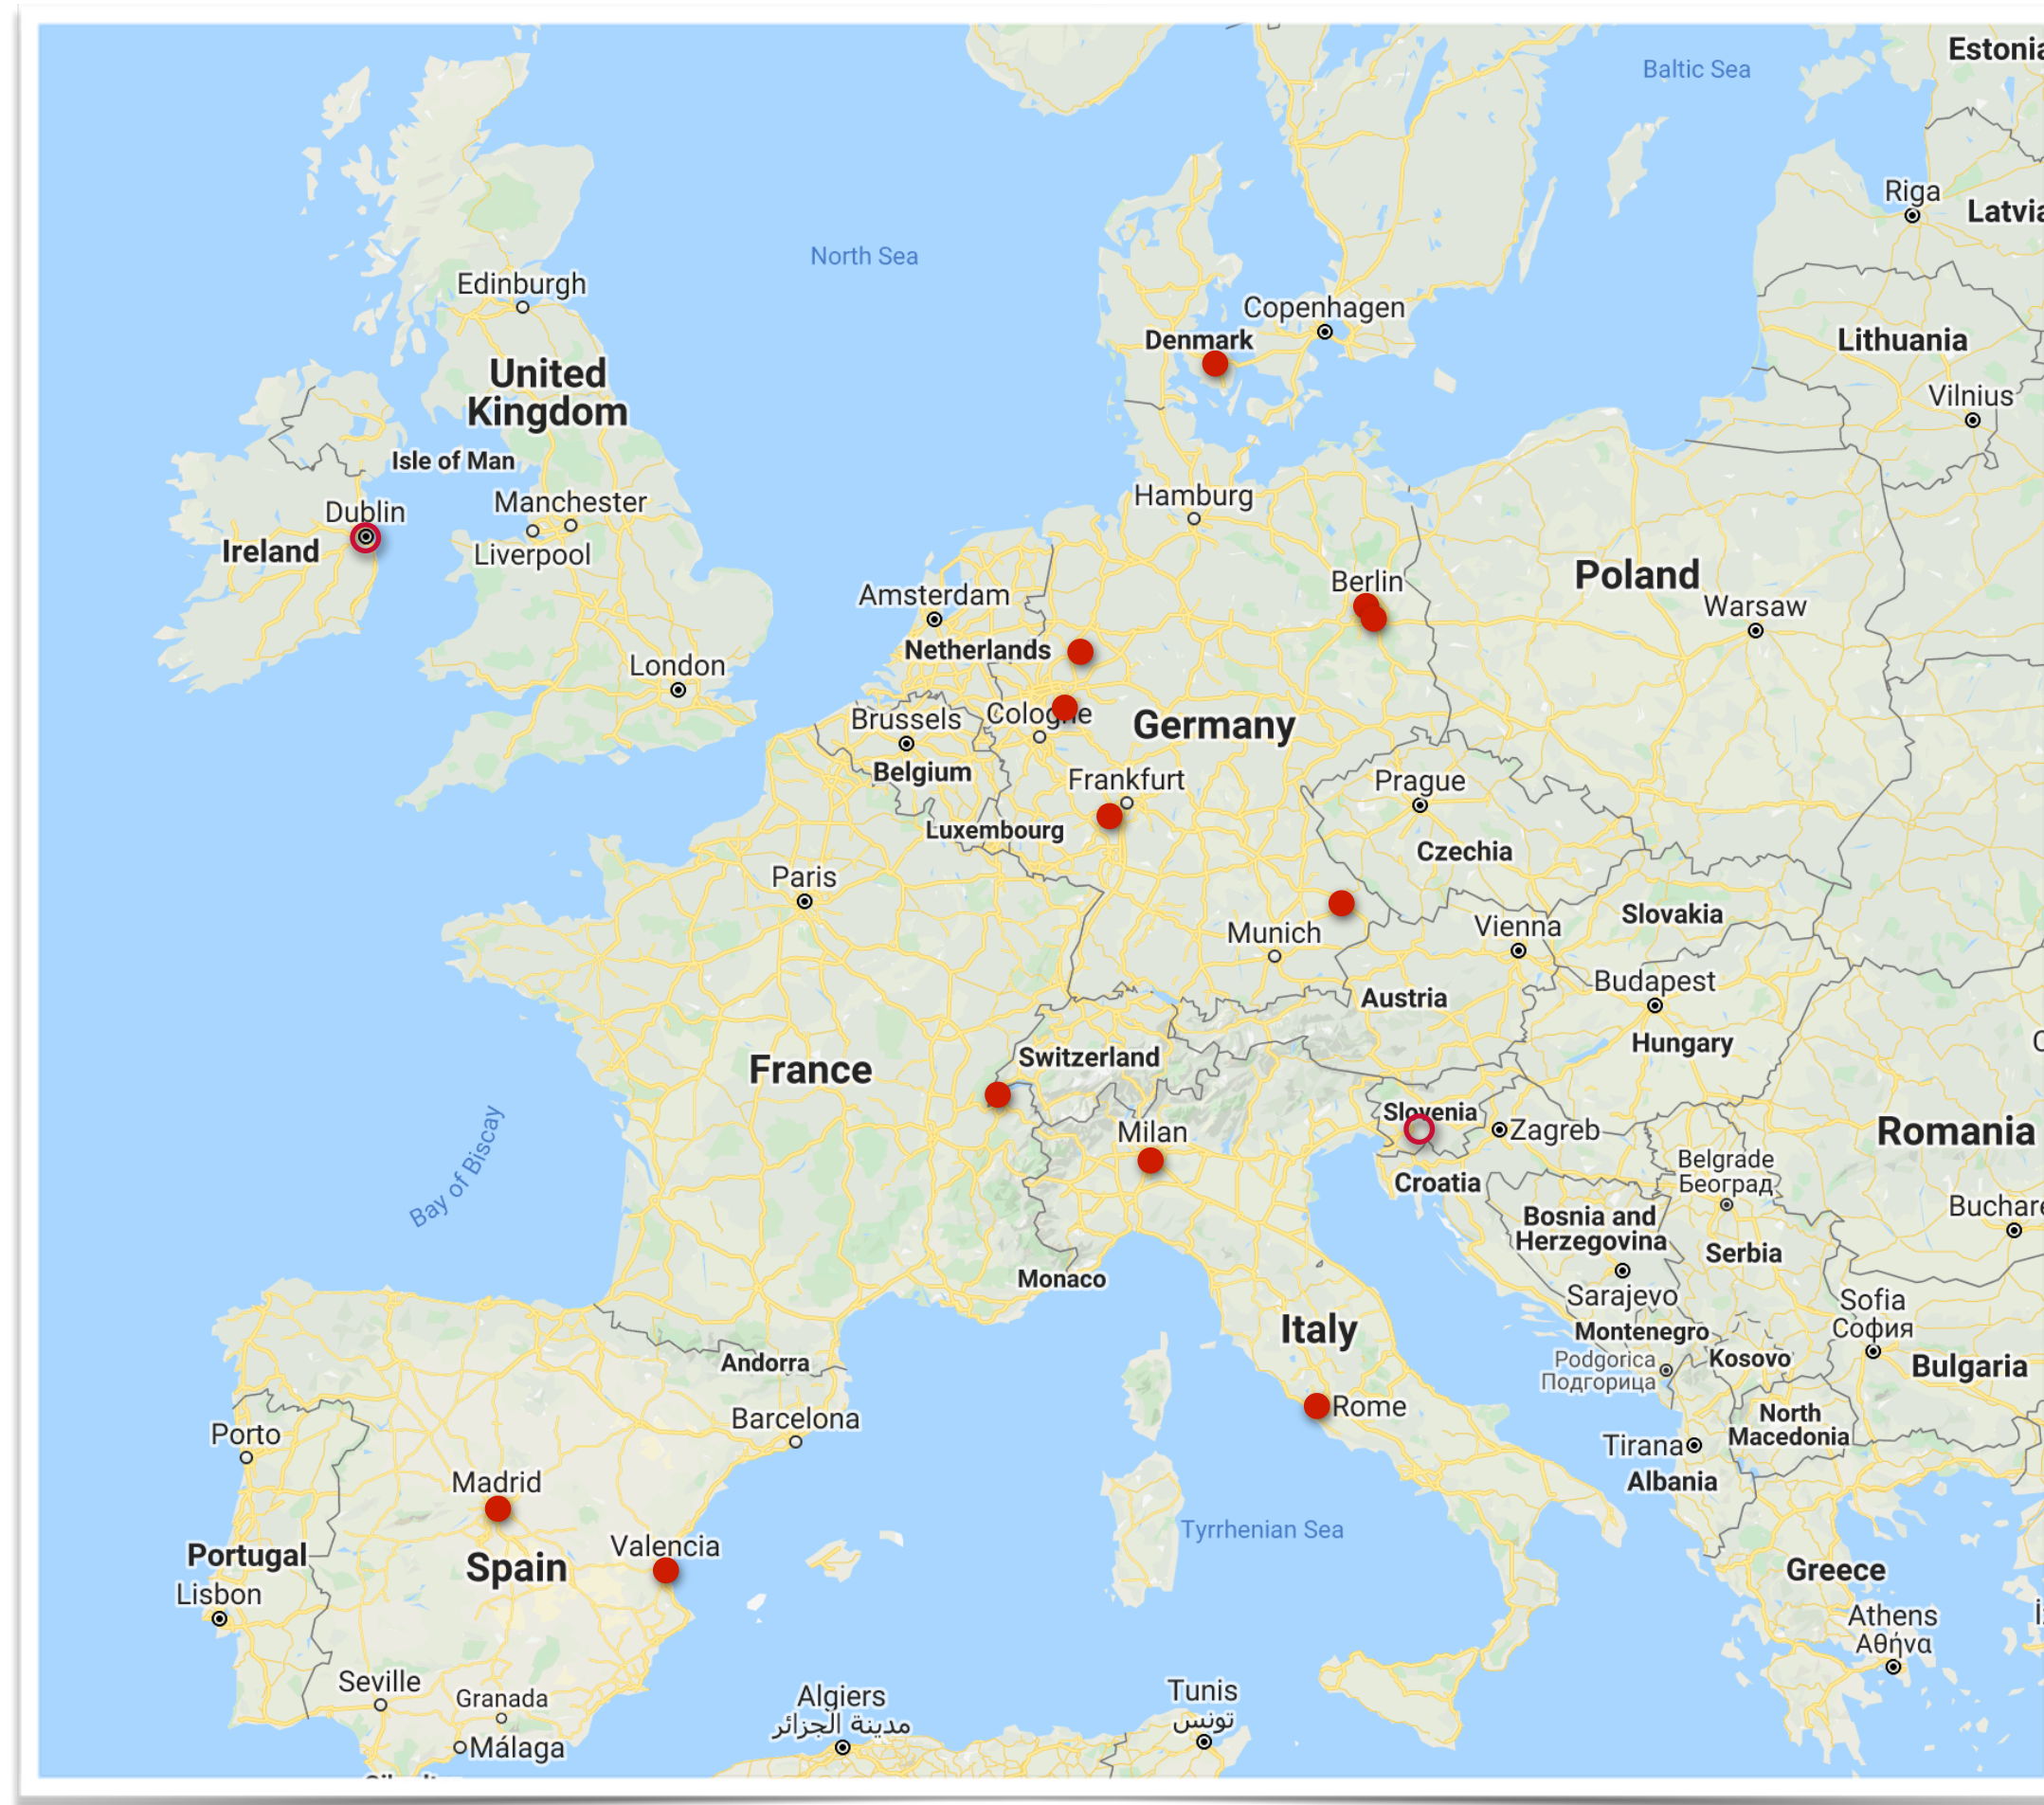 Estonia
Baltic Sea
Riga
Latvia
North Sea
Edinburgh
Copenhagen
Denmark
Lithuania
United
Kingdom
Vilnius
Isle of Man
Hamburg
Manchester
Dublin
Ireland
Liverpool
Berlin
Poland
Amsterdam
Warsaw
Netherlands
London
Cologne
Brussels
Germany
Belgium
Frankfurt
Prague
Luxembourg
Czechia
Paris
Slovakia
Vienna
Munich
Budapest
Austria
Hungary
Switzerland
France
Slovenia
Milan
Zagreb
Romania
Bay of Biscay
Belgrade
Београд
Croatia
Bucha
Bosnia and
Herzegovina
Serbia
Monaco
Sarajevo
Sofia
София
Italy
Montenegro
Kosovo
Podgorica
Подгорица
Andorra
Bulgaria
Rome
Barcelona
North
Macedonia
Porto
Tirana
Albania
Madrid
Tyrrhenian Sea
Valencia
Portugal
Spain
Greece
Lisbon
Athens
Αθήνα
Seville
Granada
Algiers
مدينة الجزائر
Tunis
تونس
Málaga